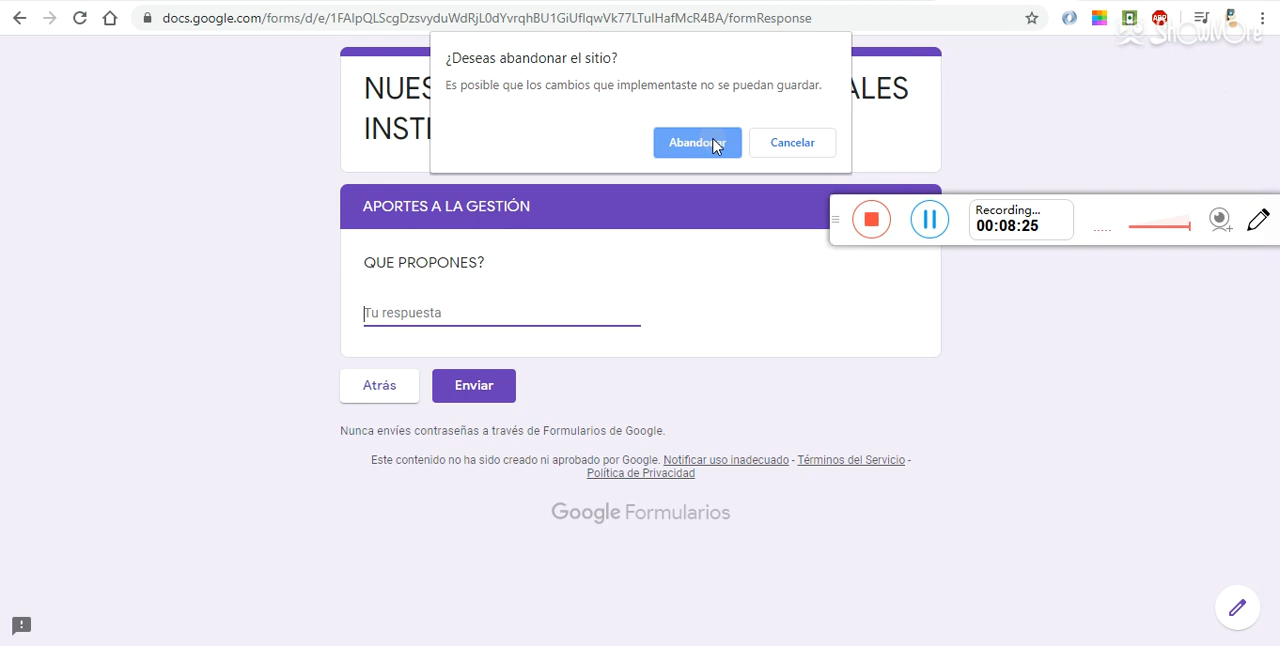 docs.google.com/forms/d/e/1FAIpQLScgDzsvyduWdRjL0dYvrqhBU1GiUflqwVk77LTulHafMcR4BA/formResponse
ABP
ShowMore
¿Deseas abandonar el sitio?
Es posible que los cambios que implementaste no se puedan guardar.
Abandonar
Cancelar
NUES ALES
INSTI
APORTES A LA GESTIÓN
Recording...
00:08:25
QUE PROPONES?
Tu respuesta
Atrás
Enviar
Nunca envíes contraseñas a través de Formularios de Google.
Este contenido no ha sido creado ni aprobado por Google. Notificar uso inadecuado - Términos del Servicio -
Política de Privacidad
Google Formularios